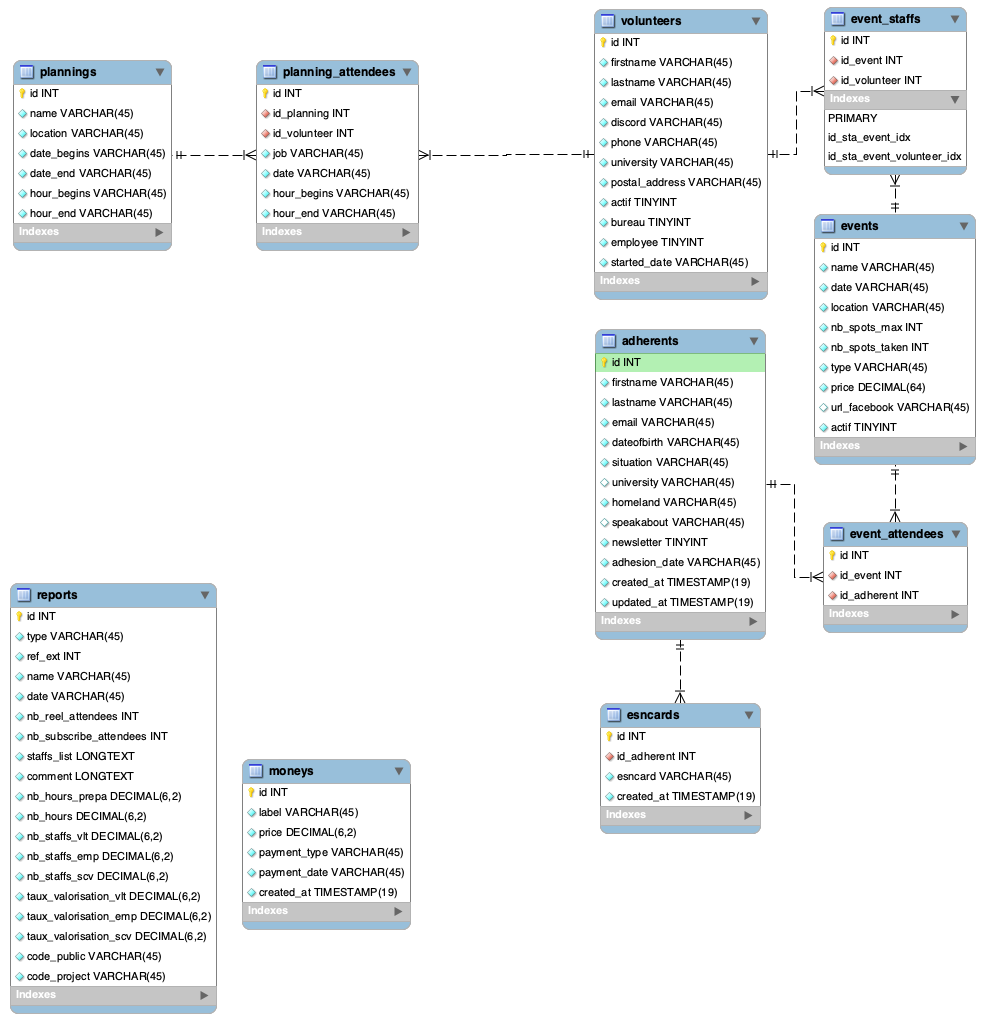 plannings
id INT
name VARCHAR(45)
location VARCHAR(45)
date_begins VARCHAR(45)
date_end VARCHAR(45)
hour_begins VARCHAR(45)
hour_end VARCHAR(45)
Indexes
planning_attendees
id INT
id_planning INT
id_volunteer INT
job VARCHAR(45)
date VARCHAR(45)
hour_begins VARCHAR(45)
hour_end VARCHAR(45)
Indexes
volunteers
id INT
firstname VARCHAR(45)
lastname VARCHAR(45)
email VARCHAR(45)
discord VARCHAR(45)
phone VARCHAR(45)
university VARCHAR(45)
postal_address VARCHAR(45)
actif TINYINT
bureau TINYINT
employee TINYINT
started_date VARCHAR(45)
Indexes
event_staffs
id INT
id_event INT
id_volunteer INT
Indexes
PRIMARY
id_sta_event_idx
id_sta_event_volunteer_idx
events
id INT
name VARCHAR(45)
date VARCHAR(45)
location VARCHAR(45)
nb_spots_max INT
nb_spots_taken INT
type VARCHAR(45)
price DECIMAL(64)
url_facebook VARCHAR(45)
actif TINYINT
Indexes
adherents
id INT
firstname VARCHAR(45)
lastname VARCHAR(45)
email VARCHAR(45)
dateofbirth VARCHAR(45)
situation VARCHAR(45)
university VARCHAR(45)
homeland VARCHAR(45)
speakabout VARCHAR(45)
newsletter TINYINT
adhesion_date VARCHAR(45)
created_at TIMESTAMP(19)
updated_at TIMESTAMP(19)
Indexes
event_attendees
id INT
id_event INT
id_adherent INT
Indexes
reports
id INT
type VARCHAR(45)
ref_ext INT
name VARCHAR(45)
date VARCHAR(45)
nb_reel_attendees INT
nb_subscribe_attendees INT
staffs_list LONGTEXT
comment LONGTEXT
nb_hours_prepa DECIMAL(6,2)
nb_hours DECIMAL(6,2)
nb_staffs_vlt DECIMAL(6,2)
nb_staffs_emp DECIMAL(6,2)
nb_staffs_scv DECIMAL(6,2)
taux_valorisation_vlt DECIMAL(6,2)
taux_valorisation_emp DECIMAL(6,2)
taux_valorisation_scv DECIMAL(6,2)
code_public VARCHAR(45)
code_project VARCHAR(45)
Indexes
moneys
id INT
label VARCHAR(45)
price DECIMAL(6,2)
payment_type VARCHAR(45)
payment_date VARCHAR(45)
created_at TIMESTAMP(19)
Indexes
esncards
id INT
id_adherent INT
esncard VARCHAR(45)
created_at TIMESTAMP(19)
Indexes